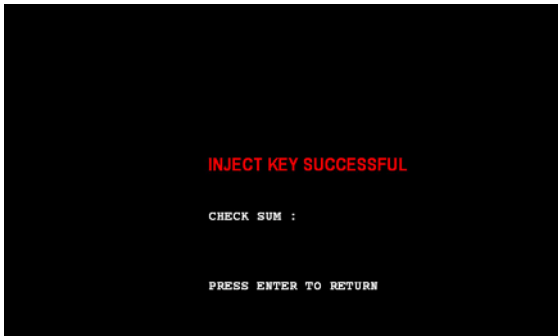 INJECT KEY SUCCESSFUL
CHECK SUM :
PRESS ENTER TO RETURN